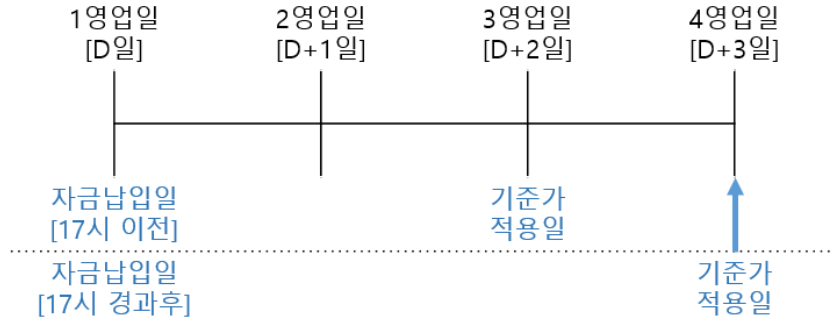 1영업일 2영업일 3영업일 4영업일
[D일] [D+1일] [D+2일] [D+3일]
자금납입일 기준가
[17시 이전] 적용일
자금납입일 기준가
[17시 경과후] 적용일